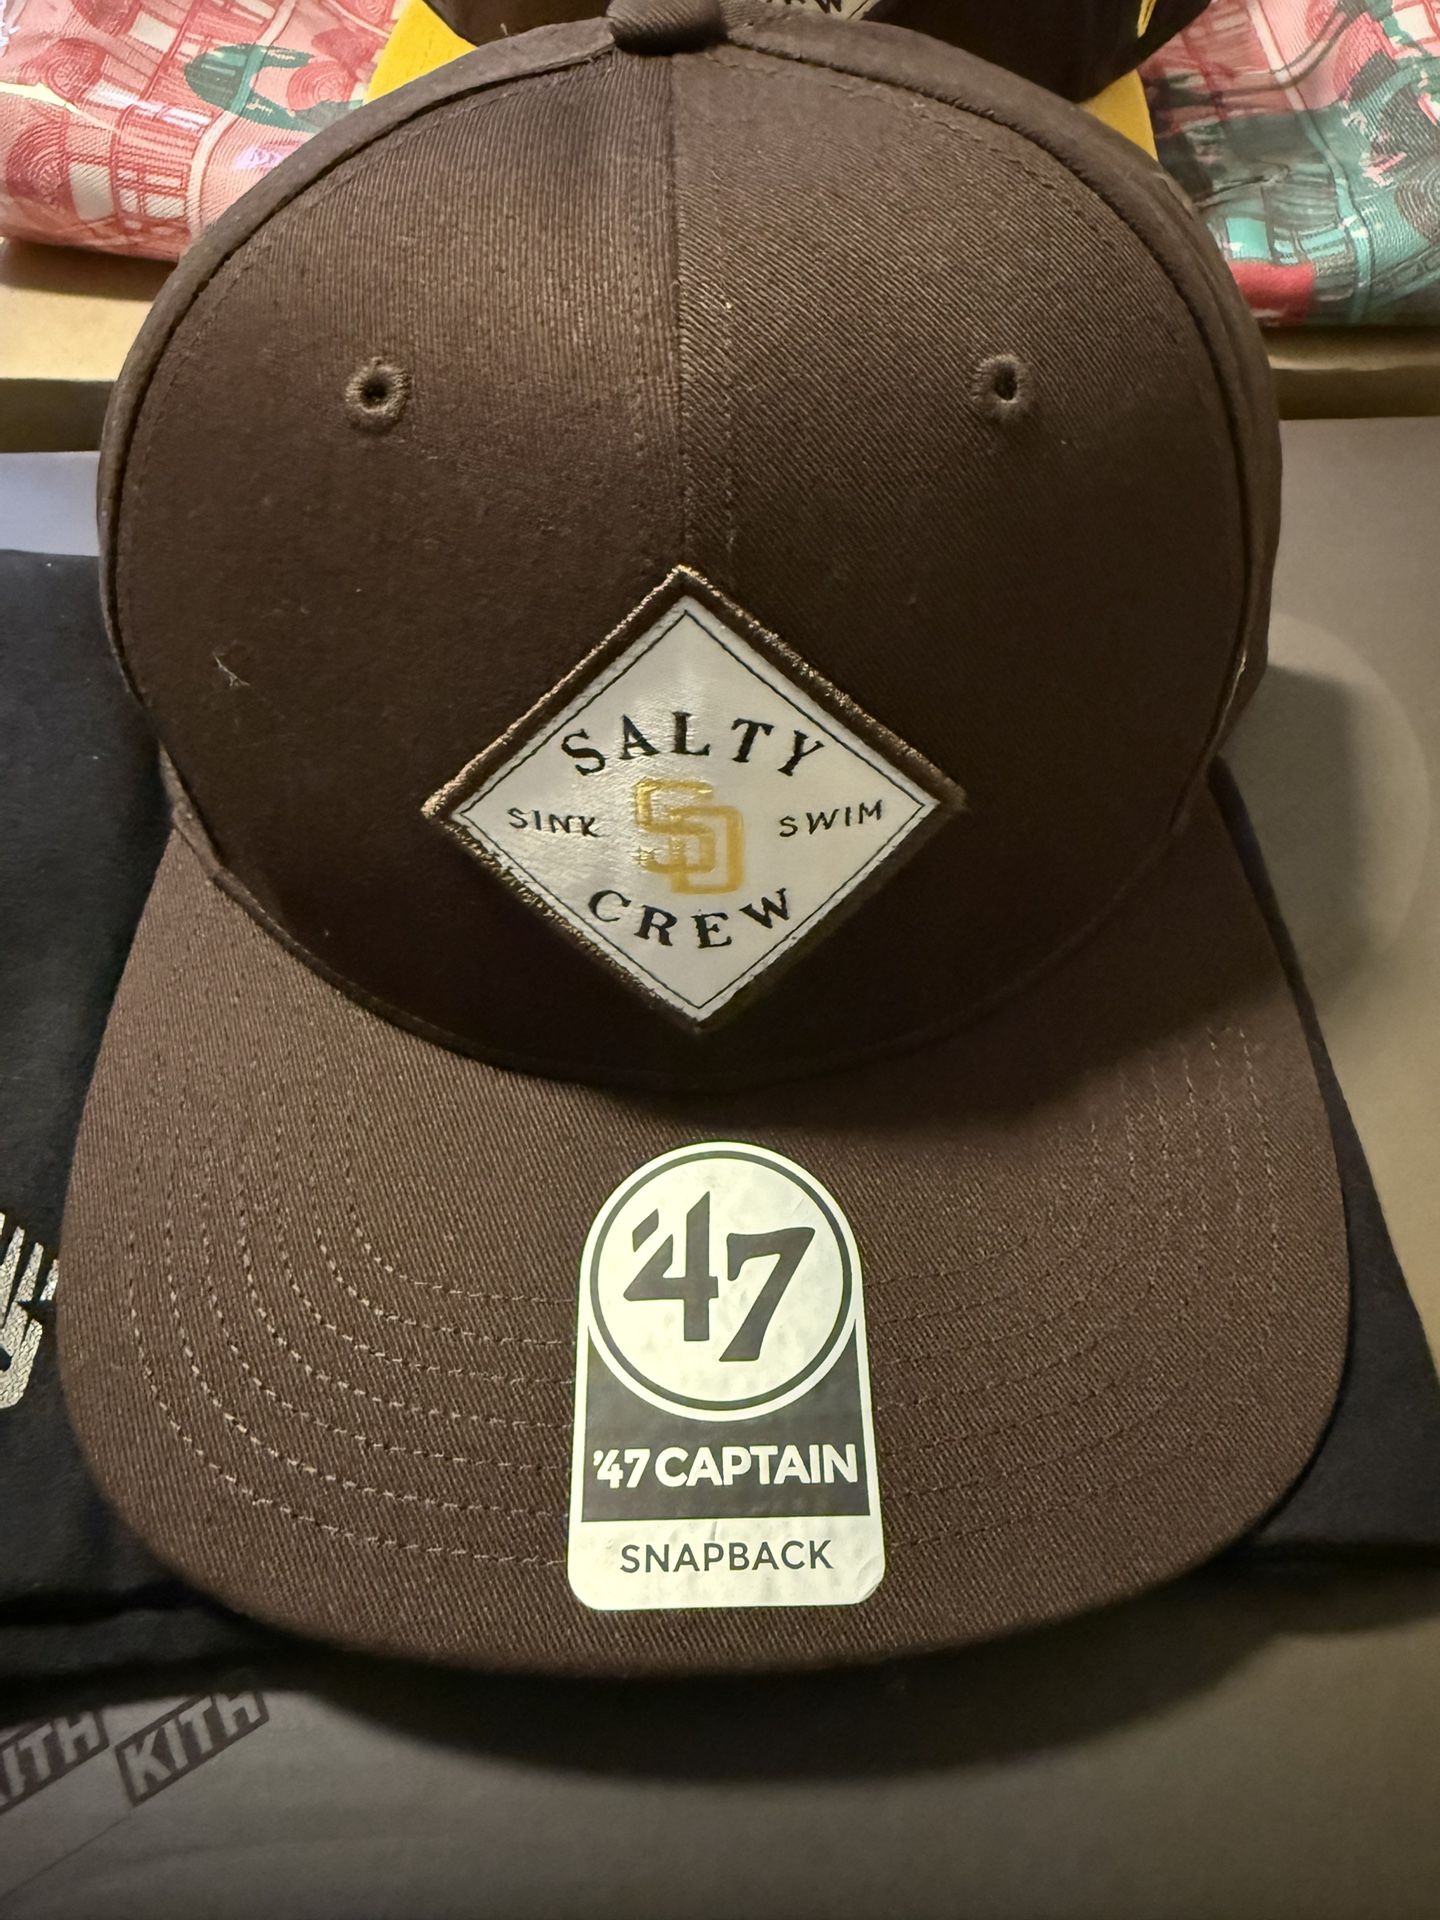 SALTY
SINK SD SWIM
CREW
'47
'47 CAPTAIN
SNAPBACK
KITH
KITH